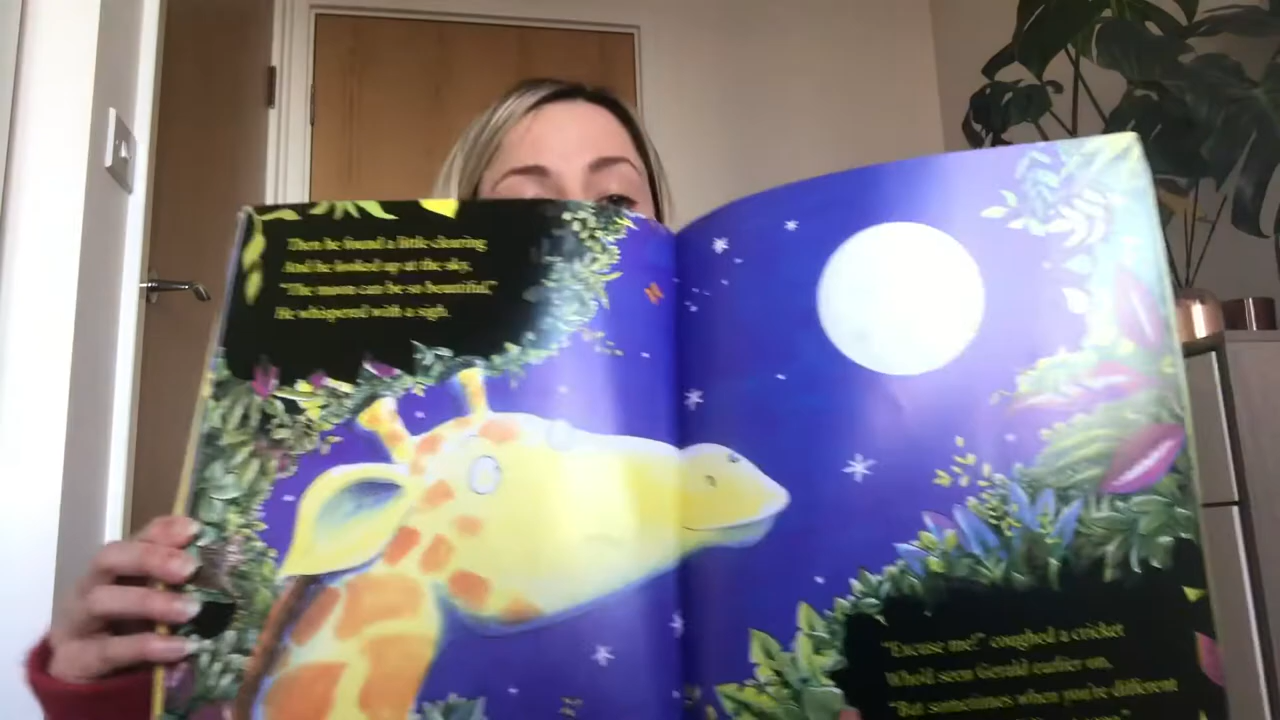 Then he found a little clearing
And he looked up at the sky.
"The moon can be so beautiful,"
He whispered with a sigh.
"Excuse me!" coughed a cricket
Who'd seen Gerald earlier on.
"But sometimes when you're different